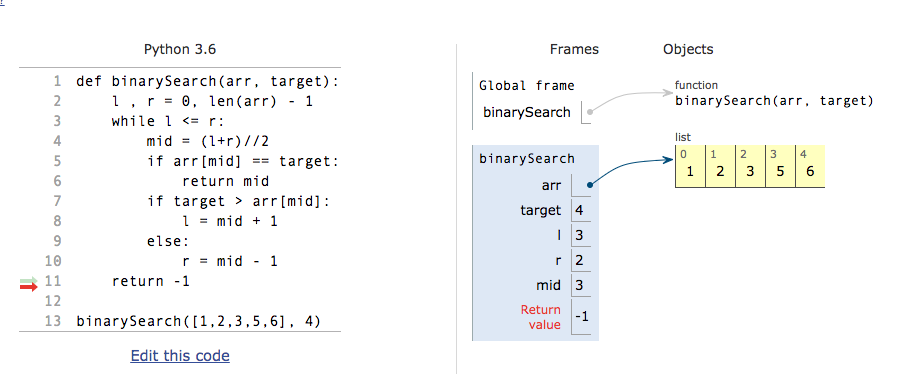 Python 3.6
1 def binarySearch(arr, target):
2     l , r = 0, len(arr) - 1
3     while l <= r:
4         mid = (l+r)//2
5         if arr[mid] == target:
6             return mid
7         if target > arr[mid]:
8             l = mid + 1
9         else:
10             r = mid - 1
11     return -1
12
13 binarySearch([1,2,3,5,6], 4)
Edit this code
Frames
Objects
Global frame
binarySearch
function
binarySearch(arr, target)
list
0 1 2 3 4
1 2 3 5 6
binarySearch
arr
target 4
l 3
r 2
mid 3
Return
value -1